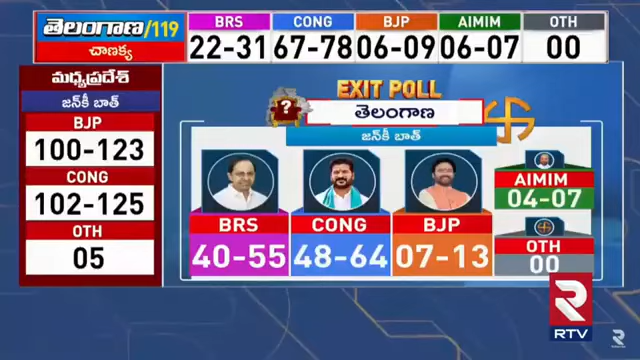 తెలంగాణ/119
చాణక్య
BRS CONG BJP AIMIM OTH
22-31 67-78 06-09 06-07 00
మధ్యప్రదేశ్
జన్‌కీ బాత్
BJP
100-123
CONG
102-125
OTH
05
EXIT POLL
?
తెలంగాణ
జన్‌కీ బాత్
BRS
40-55
CONG
48-64
BJP
07-13
AIMIM
04-07
OTH
00
R
RTV
RTV